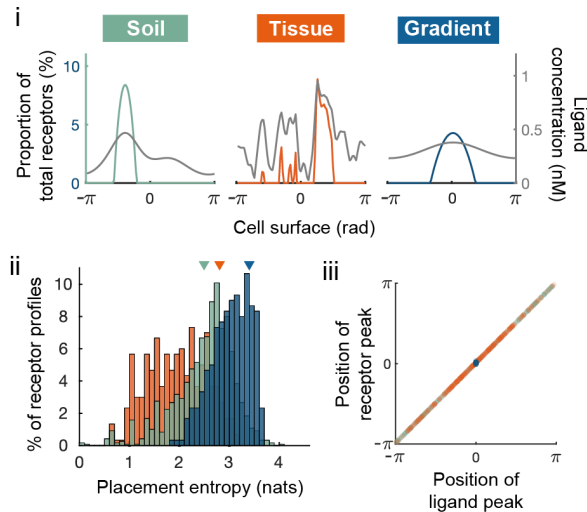 i
Soil
Tissue
Gradient
Proportion of
total receptors (%)
10
5
0
1
0.5
0
Ligand
concentration (nM)
−π 0 π
−π 0 π
−π 0 π
Cell surface (rad)
ii
% of receptor profiles
10
8
6
4
2
0
0 1 2 3 4
Placement entropy (nats)
iii
Position of
receptor peak
π
0
−π
−π 0 π
Position of
ligand peak